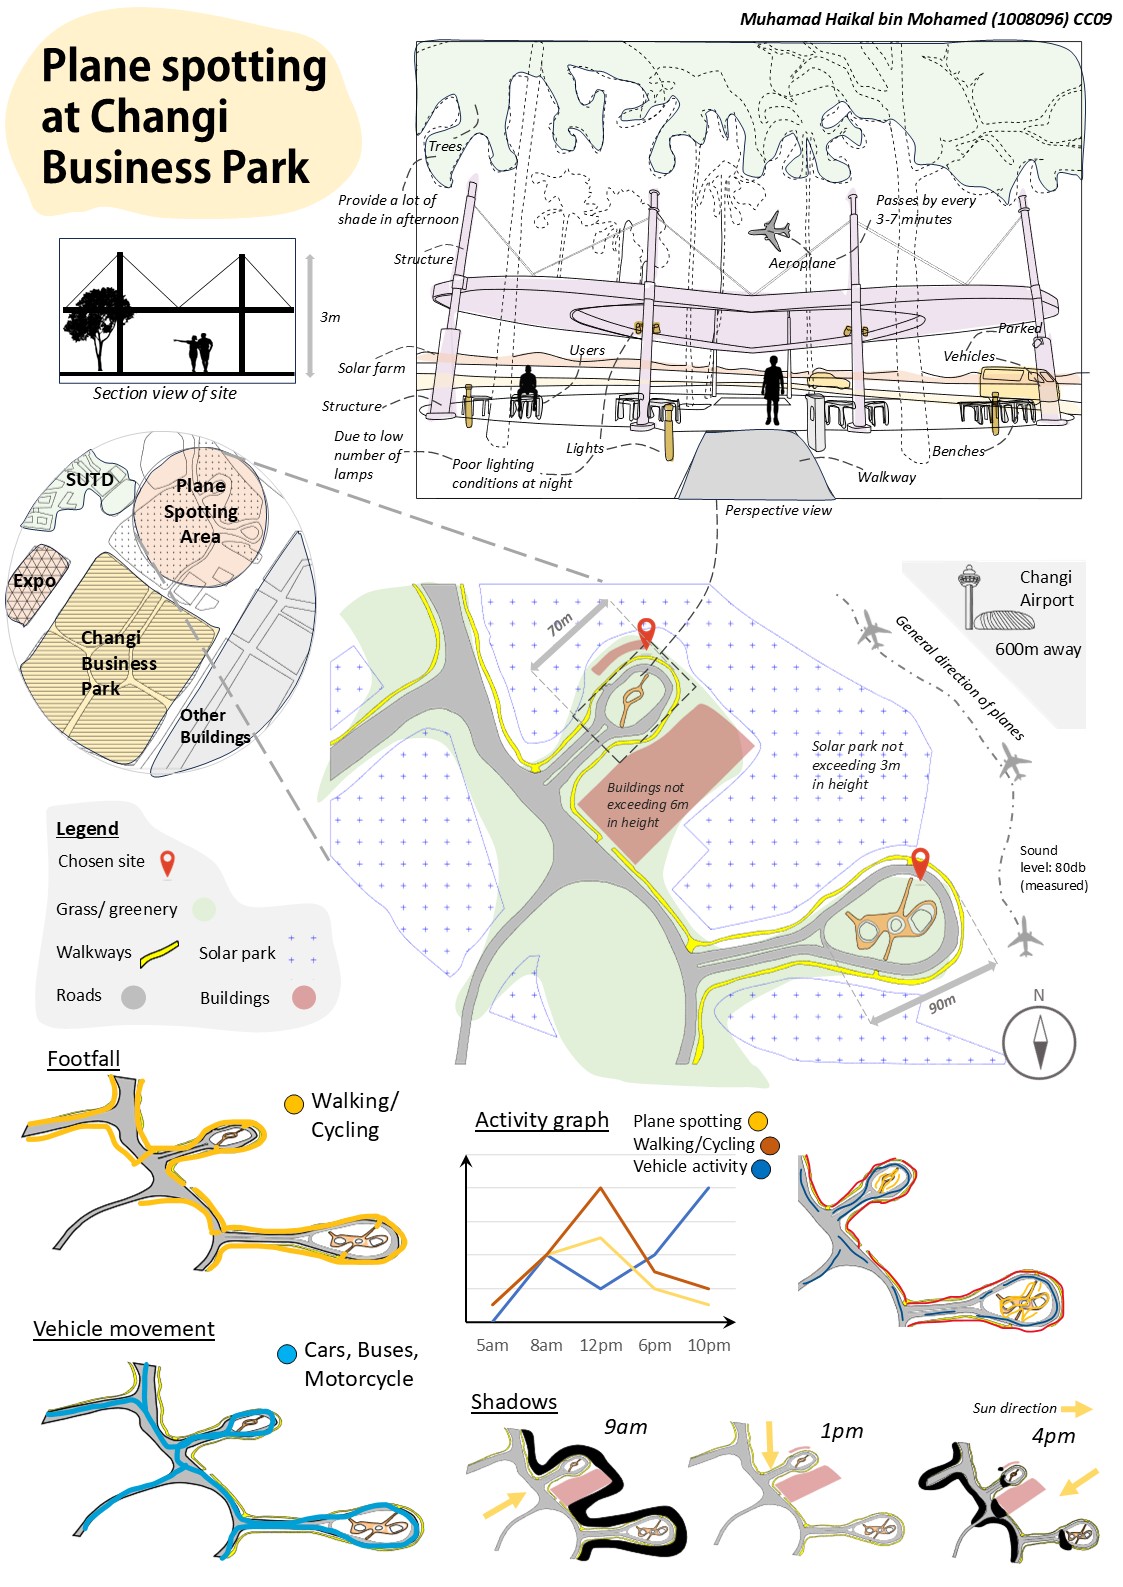 Muhamad Haikal bin Mohamed (1008096) CC09
Plane spotting
at Changi
Business Park
Trees
Provide a lot of
shade in afternoon
Structure
Passes by every
3-7 minutes
Aeroplane
3m
Section view of site
Solar farm
Structure
Users
Parked
Vehicles
Due to low
number of
lamps
Poor lighting
conditions at night
Lights
Benches
Walkway
Perspective view
SUTD
Plane
Spotting
Area
Expo
Changi
Business
Park
Other
Buildings
70m
Changi
Airport
600m away
General direction of planes
Solar park not
exceeding 3m
in height
Buildings not
exceeding 6m
in height
Sound
level: 80db
(measured)
90m
N
Legend
Chosen site
Grass/ greenery
Walkways
Solar park
Roads
Buildings
Footfall
Walking/
Cycling
Activity graph
Plane spotting
Walking/Cycling
Vehicle activity
5am 8am 12pm 6pm 10pm
Vehicle movement
Cars, Buses,
Motorcycle
Shadows
Sun direction
9am
1pm
4pm